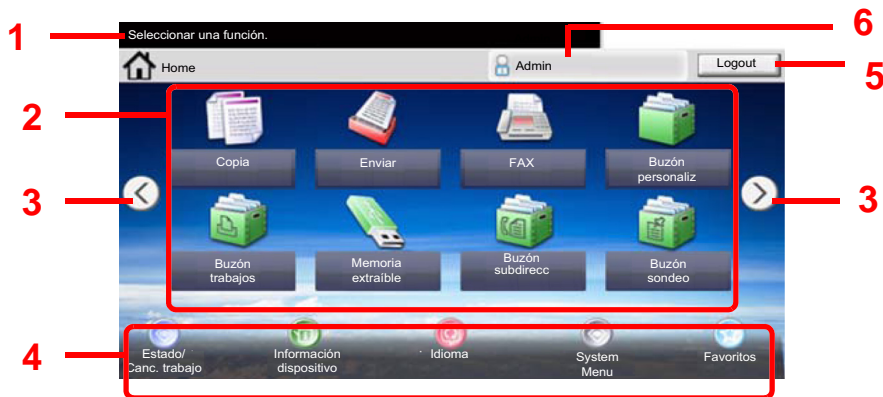 1
Seleccionar una función.
6
Home
Admin
Logout
5
2
Copia
Enviar
FAX
Buzón
personaliz
3
3
Buzón
trabajos
Memoria
extraíble
Buzón
subdirecc
Buzón
sondeo
4
Estado/
Canc. trabajo
Información
dispositivo
Idioma
System
Menu
Favoritos